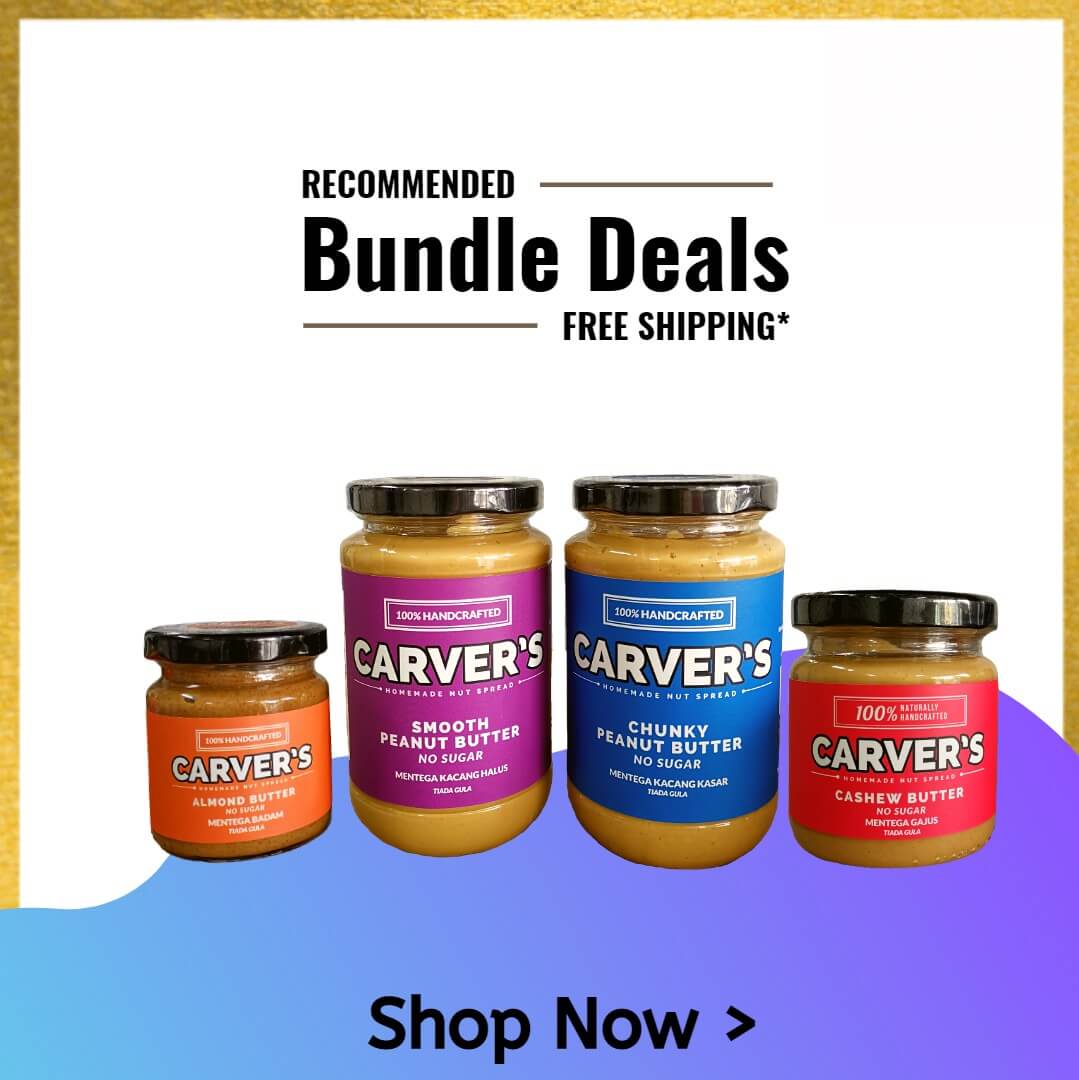 RECOMMENDED
Bundle Deals
FREE SHIPPING*
100% HANDCRAFTED
CARVER'S
HOMEMADE NUT SPREAD
ALMOND BUTTER
NO SUGAR
MENTEGA BADAM
TIADA GULA
100% HANDCRAFTED
CARVER'S
HOMEMADE NUT SPREAD
SMOOTH
PEANUT BUTTER
NO SUGAR
MENTEGA KACANG HALUS
TIADA GULA
100% HANDCRAFTED
CARVER'S
HOMEMADE NUT SPREAD
CHUNKY
PEANUT BUTTER
NO SUGAR
MENTEGA KACANG KASAR
TIADA GULA
100% NATURALLY
HANDCRAFTED
CARVER'S
HOMEMADE NUT SPREAD
CASHEW BUTTER
NO SUGAR
MENTEGA GAJUS
TIADA GULA
Shop Now >